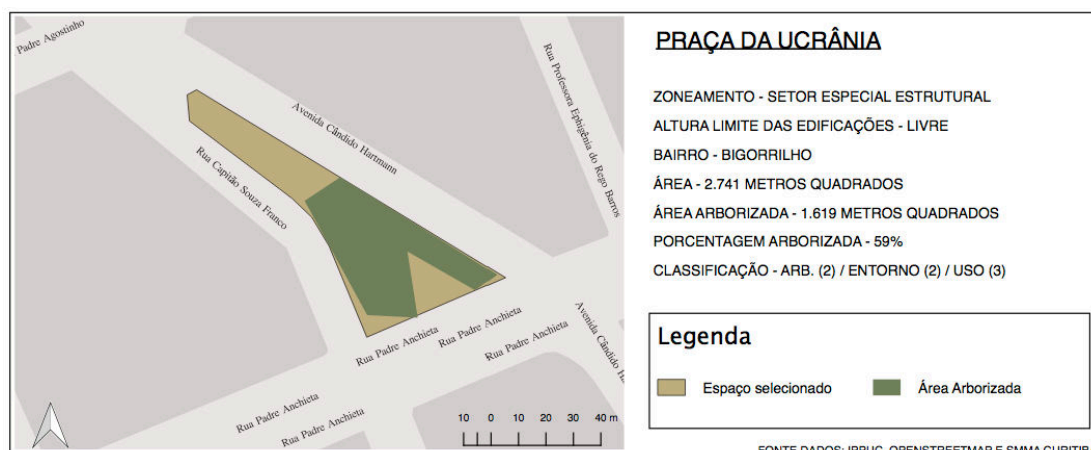 Padre Agostinho
Avenida Cândido Hartmann
Rua Professora Ephigênia do Rego Barros
Rua Capitão Souza Franco
Rua Padre Anchieta
Rua Padre Anchieta
Rua Padre Anchieta
Avenida Cândido
Rua Padre Anchieta
Rua Padre Anchieta
10 0 10 20 30 40 m
PRAÇA DA UCRÂNIA
ZONEAMENTO - SETOR ESPECIAL ESTRUTURAL
ALTURA LIMITE DAS EDIFICAÇÕES - LIVRE
BAIRRO - BIGORRILHO
ÁREA - 2.741 METROS QUADRADOS
ÁREA ARBORIZADA - 1.619 METROS QUADRADOS
PORCENTAGEM ARBORIZADA - 59%
CLASSIFICAÇÃO - ARB. (2) / ENTORNO (2) / USO (3)
Legenda
Espaço selecionado
Área Arborizada
FONTE DADOS: IPPUC, OPENSTREETMAP E SMMA CURITIB